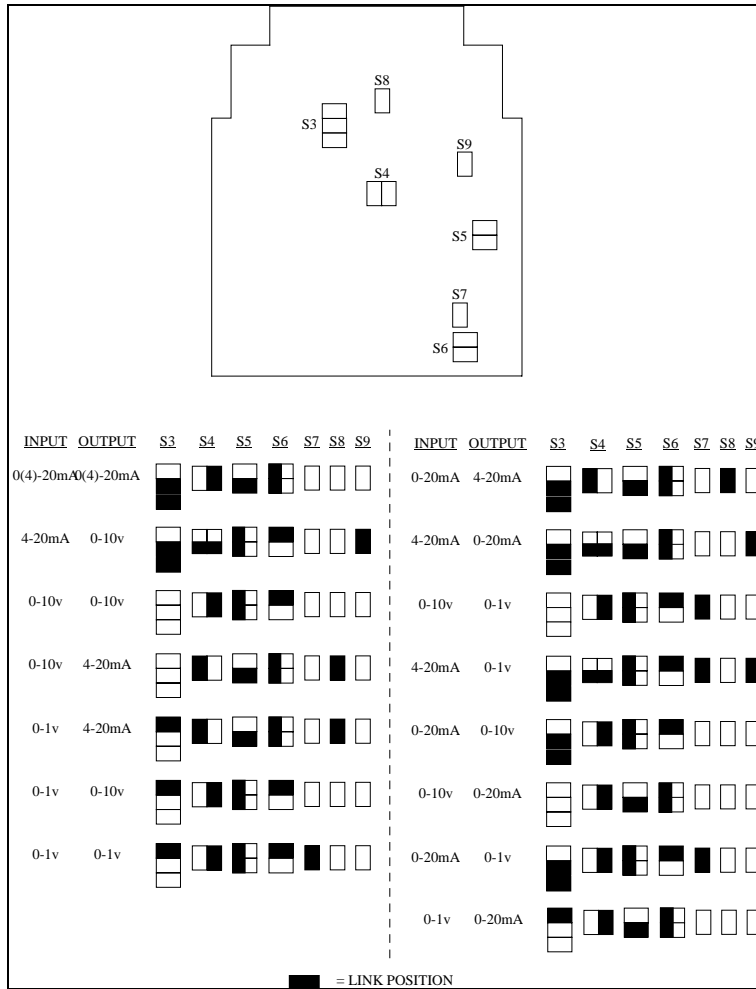 S8
S3
S9
S4
S5
S7
S6
INPUT OUTPUT S3 S4 S5 S6 S7 S8 S9
0(4)-20mA 0(4)-20mA
4-20mA 0-10v
0-10v 0-10v
0-10v 4-20mA
0-1v 4-20mA
0-1v 0-10v
0-1v 0-1v
INPUT OUTPUT S3 S4 S5 S6 S7 S8 S9
0-20mA 4-20mA
4-20mA 0-20mA
0-10v 0-1v
4-20mA 0-1v
0-20mA 0-10v
0-10v 0-20mA
0-20mA 0-1v
0-1v 0-20mA
= LINK POSITION